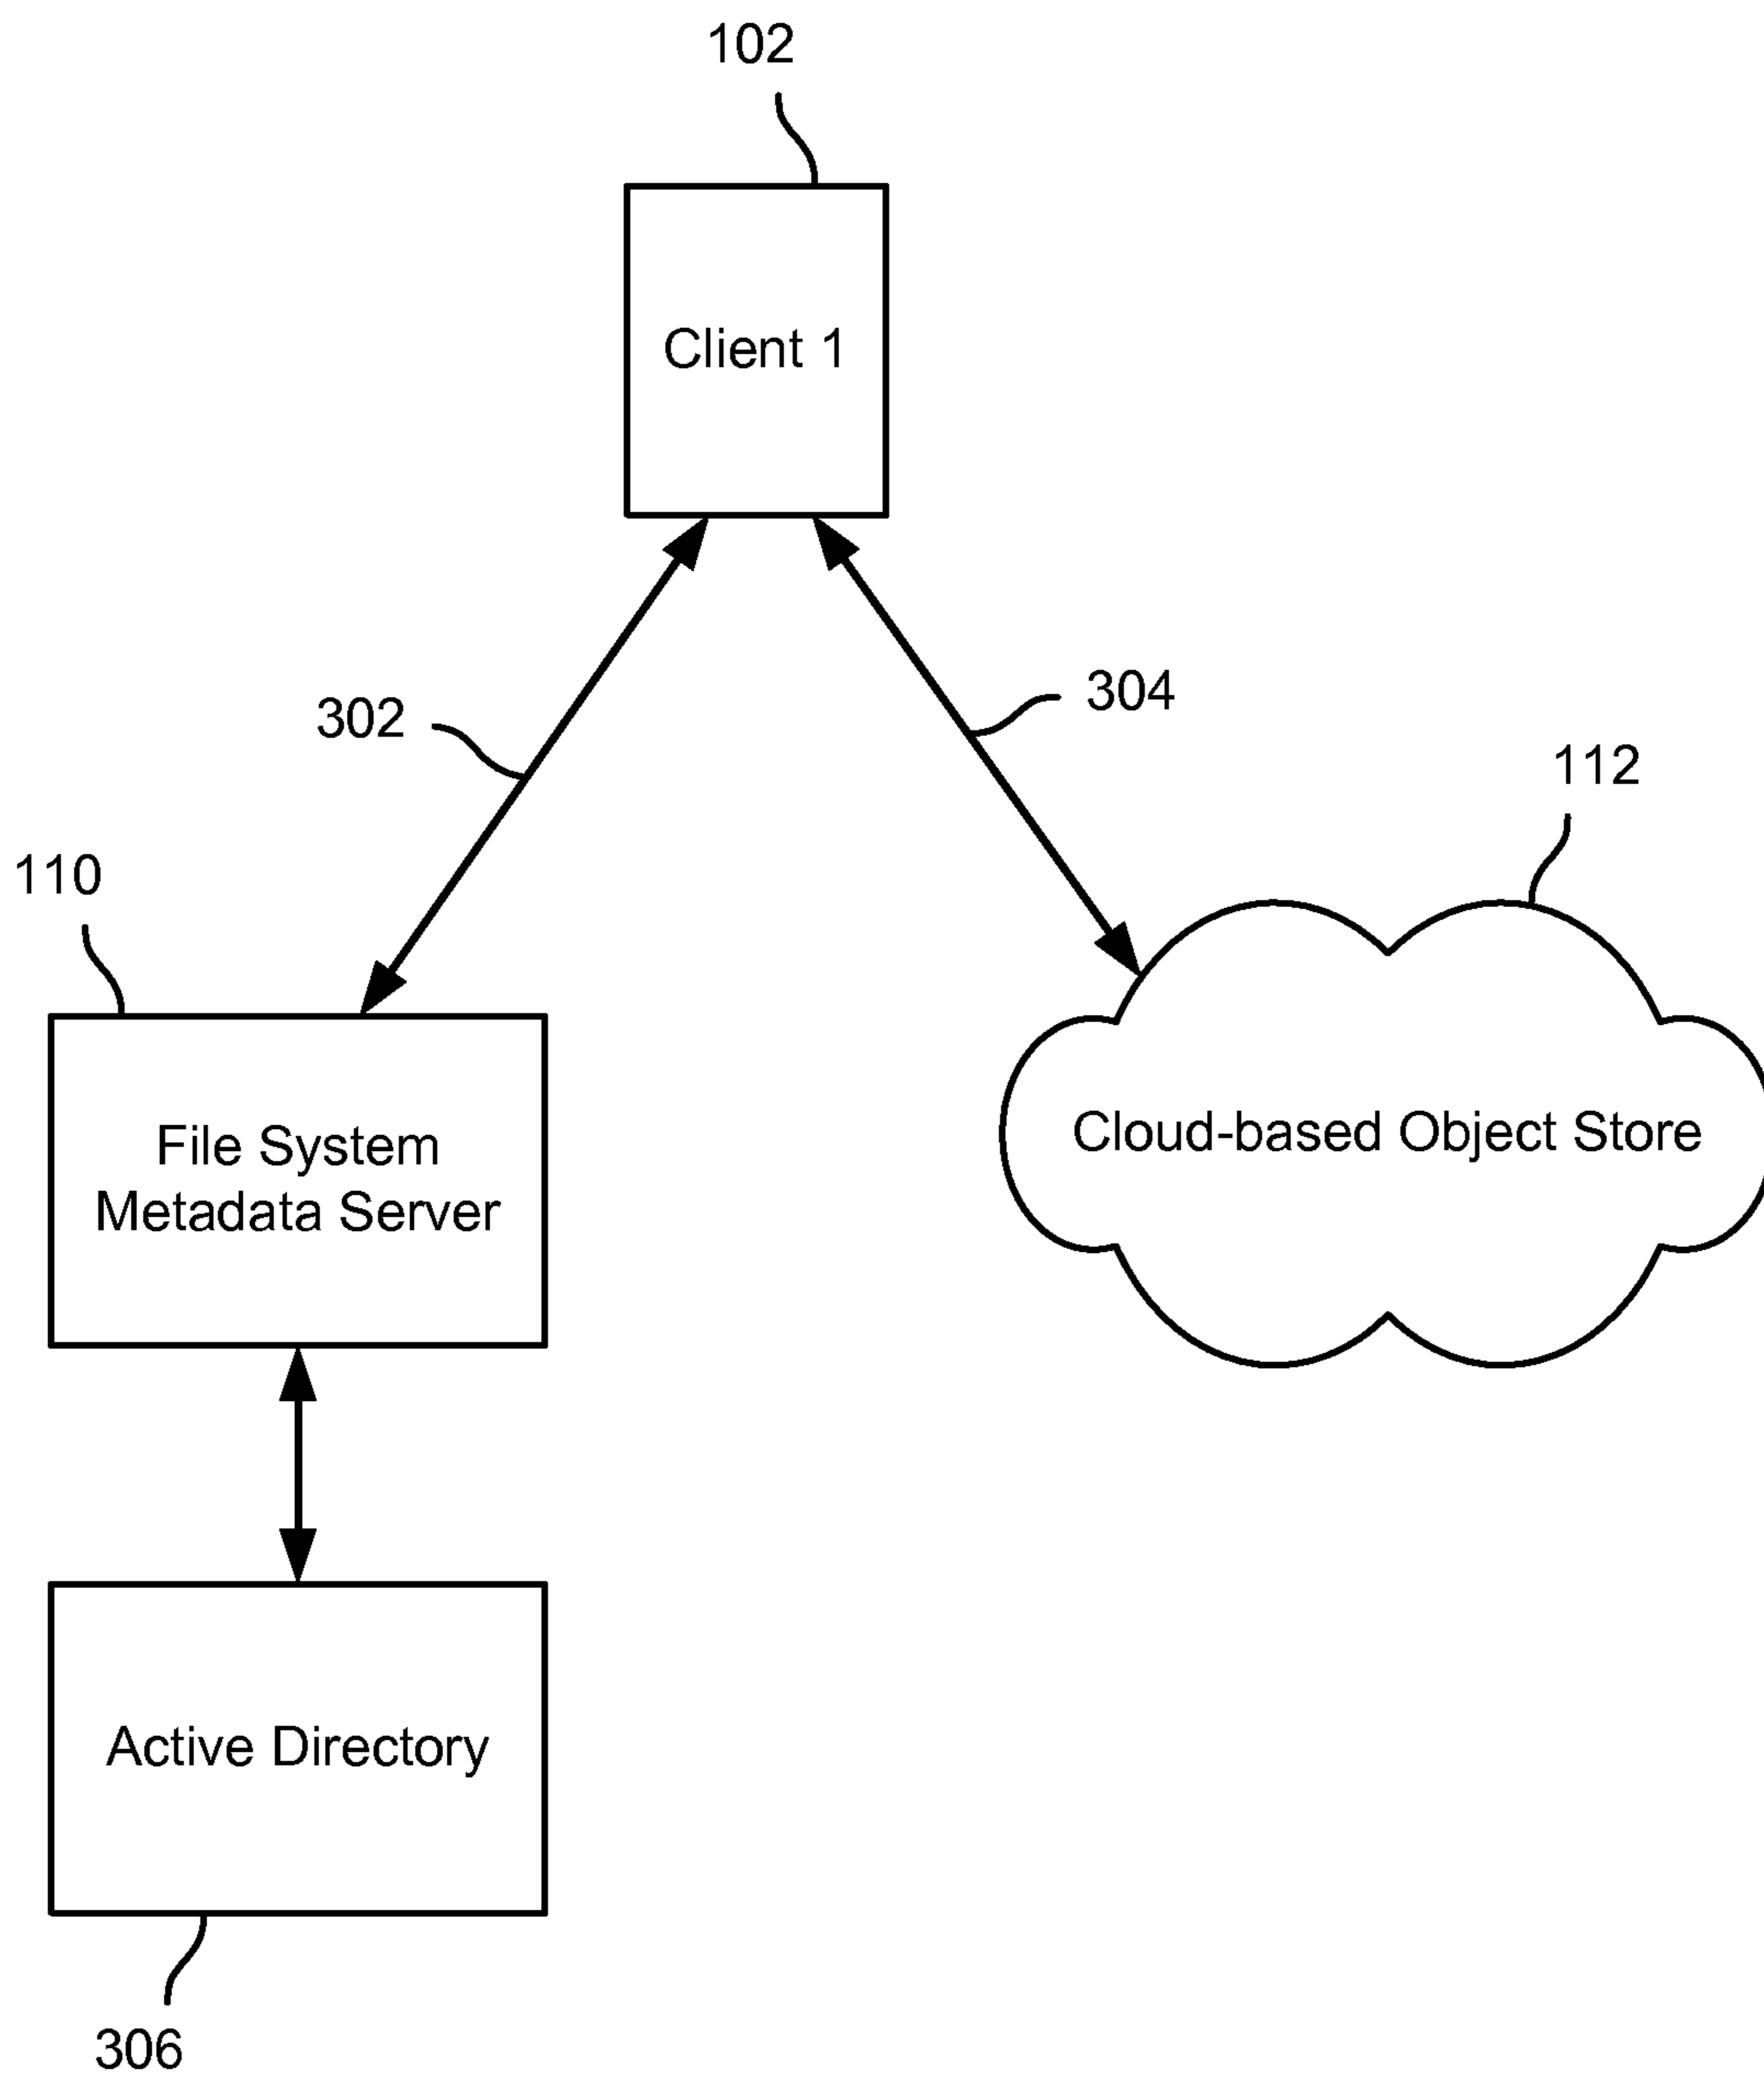 102
Client 1
302
304
112
110
File System
Metadata Server
Cloud-based Object Store
Active Directory
306